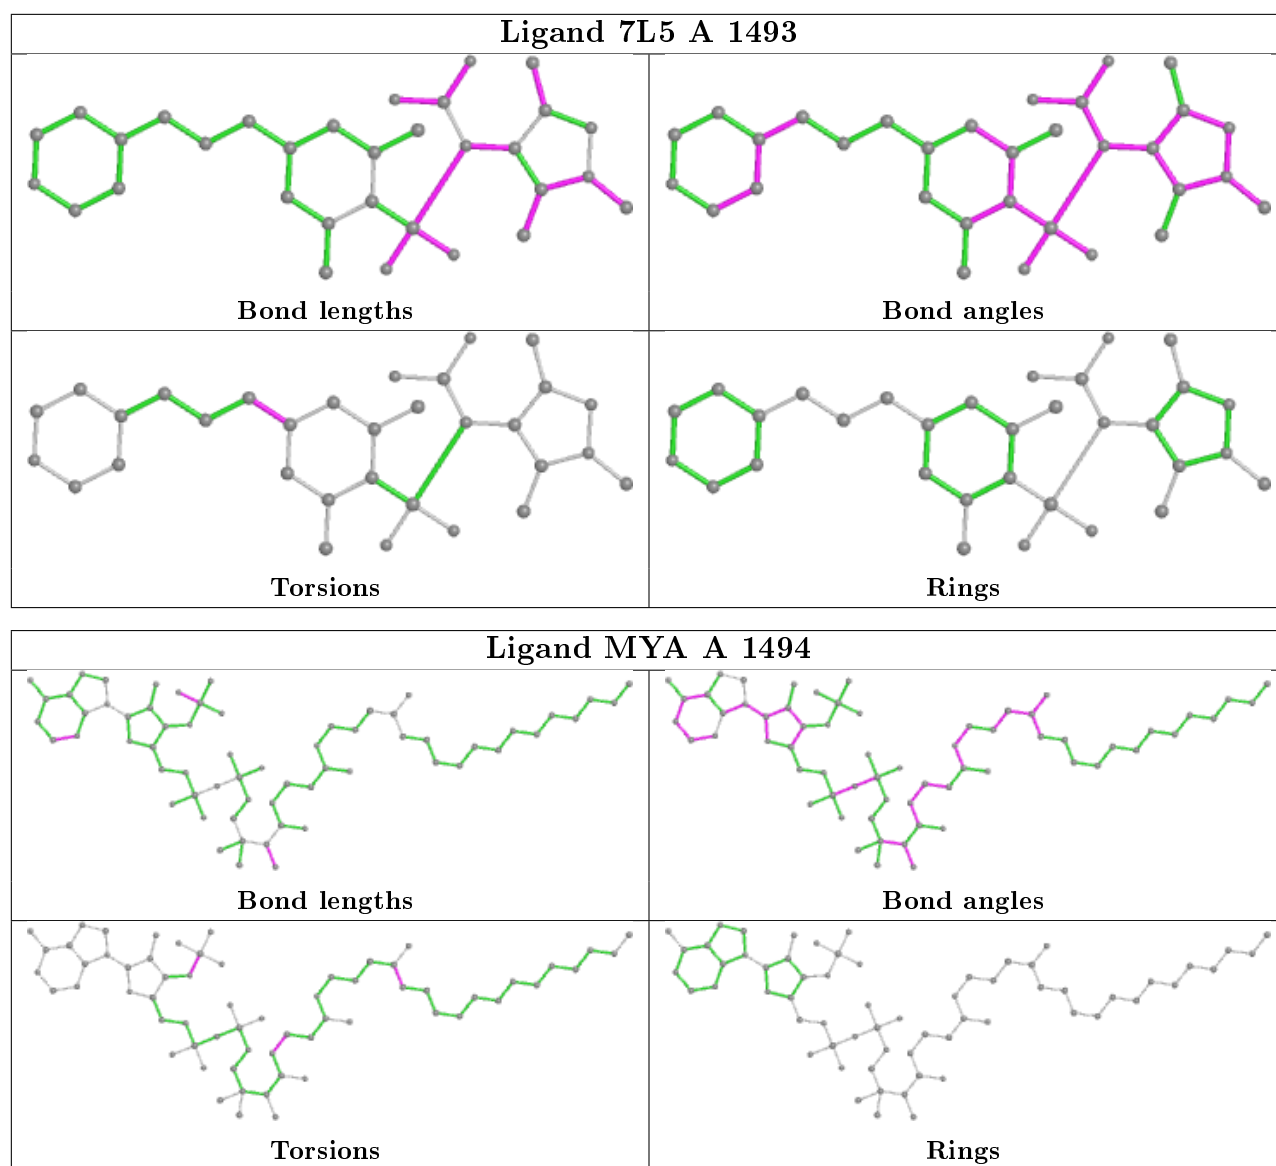 Ligand 7L5 A 1493
Bond lengths
Bond angles
Torsions
Rings
Ligand MYA A 1494
Bond lengths
Bond angles
Torsions
Rings